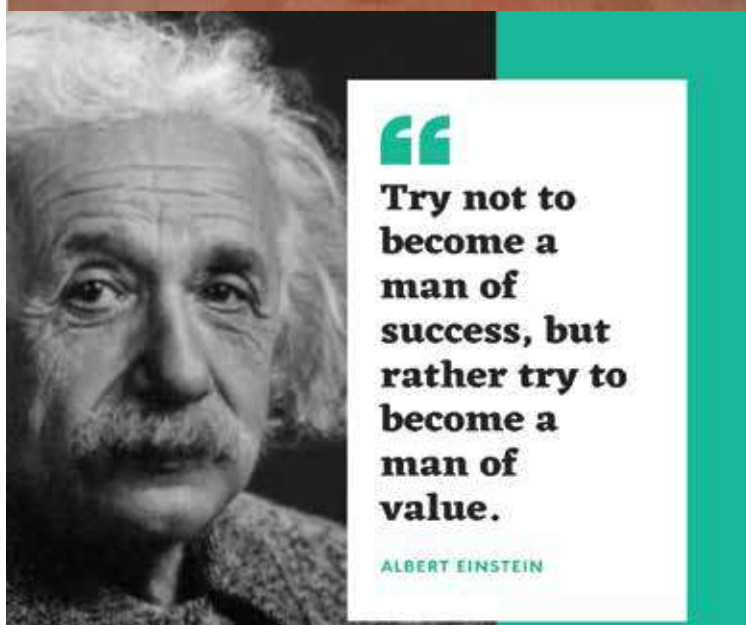 “
Try not to
become a
man of
success, but
rather try to
become a
man of
value.
ALBERT EINSTEIN